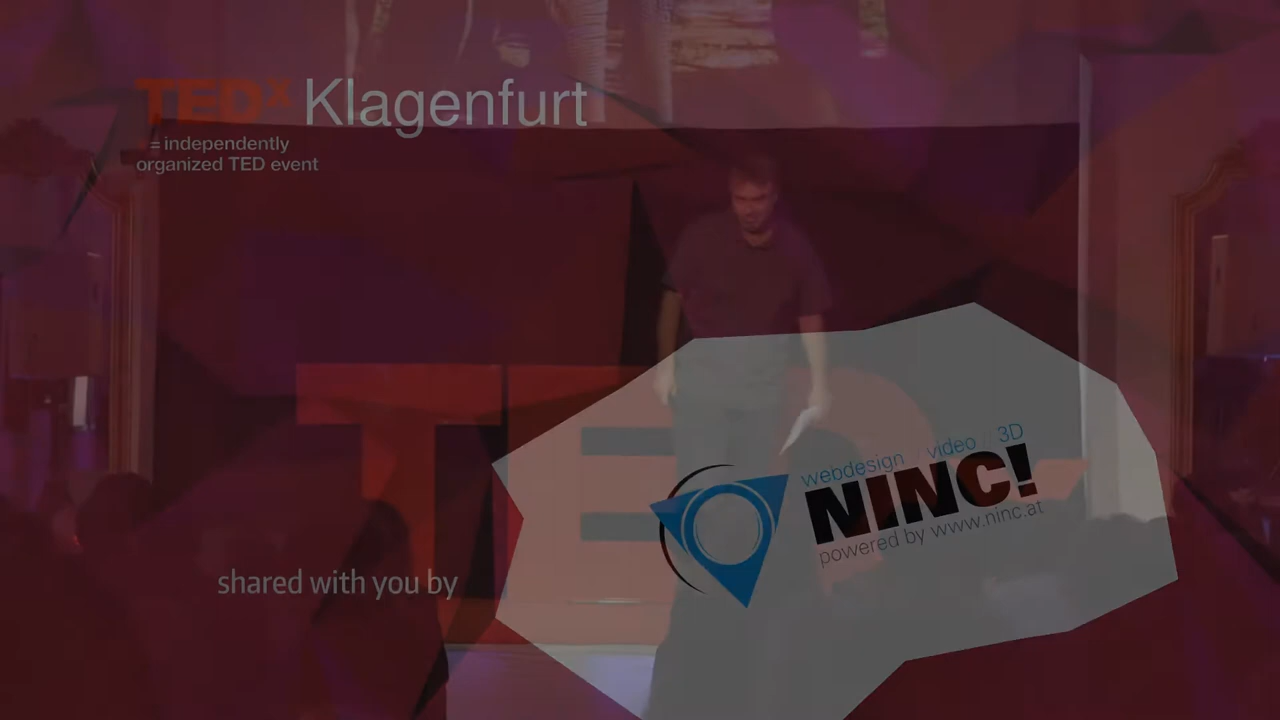 TEDx Klagenfurt
= independently
organized TED event
TED
webdesign / video / 3D
NINC!
powered by www.ninc.at
shared with you by